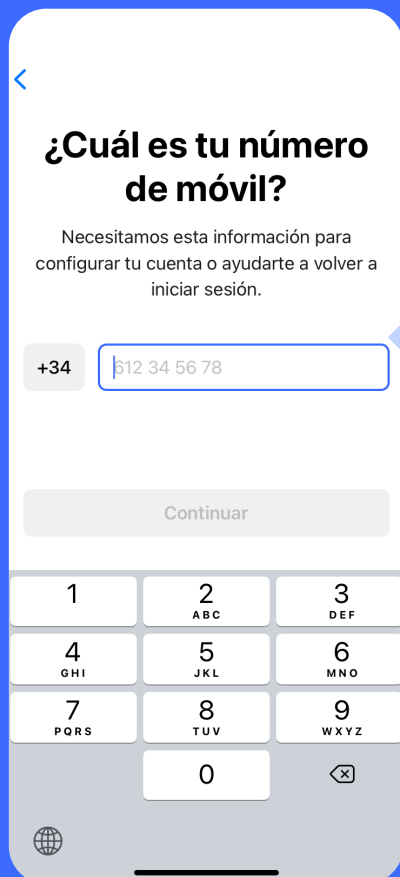 ¿Cuál es tu número
de móvil?
Necesitamos esta información para
configurar tu cuenta o ayudarte a volver a
iniciar sesión.
+34
612 34 56 78
Continuar
1
2
ABC
3
DEF
4
GHI
5
JKL
6
MNO
7
PQRS
8
TUV
9
WXYZ
0